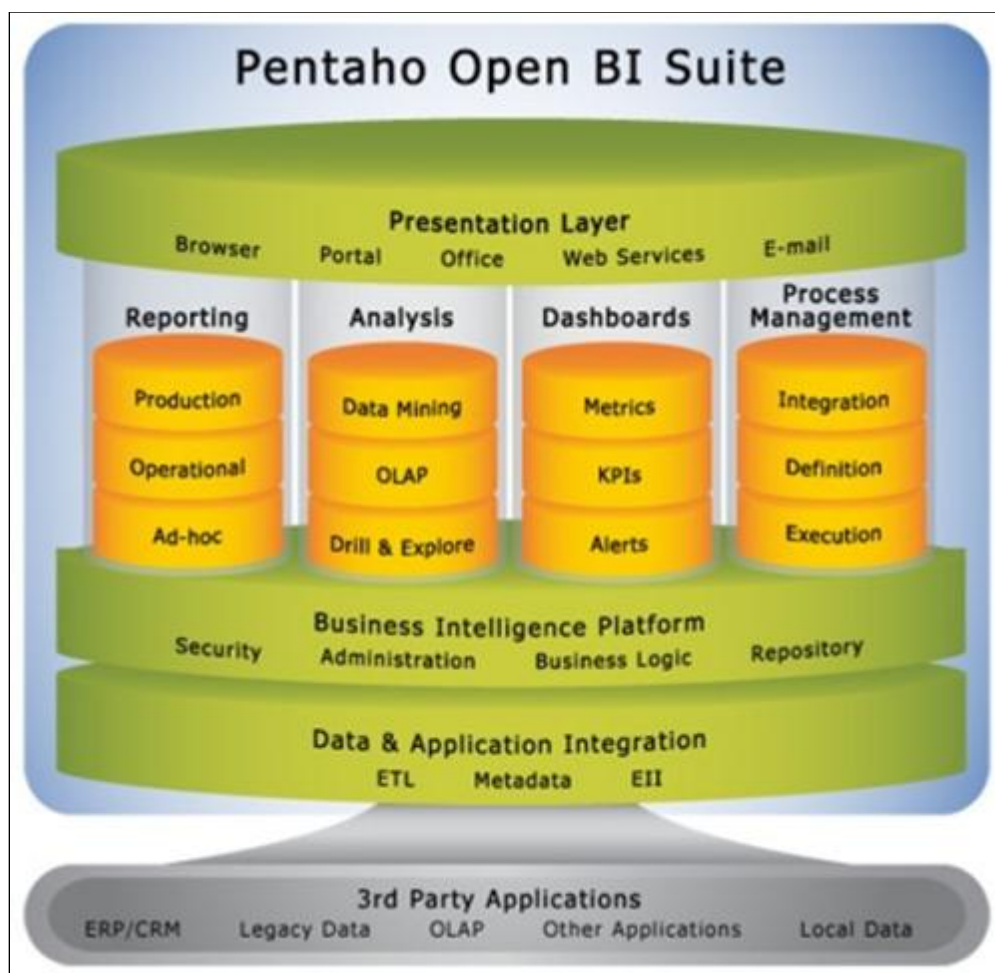 Pentaho Open BI Suite
Presentation Layer
Browser Portal Office Web Services E-mail
Reporting Analysis Dashboards Process Management
Production Data Mining Metrics Integration
Operational OLAP KPIs Definition
Ad-hoc Drill & Explore Alerts Execution
Business Intelligence Platform
Security Administration Business Logic Repository
Data & Application Integration
ETL Metadata EII
3rd Party Applications
ERP/CRM Legacy Data OLAP Other Applications Local Data